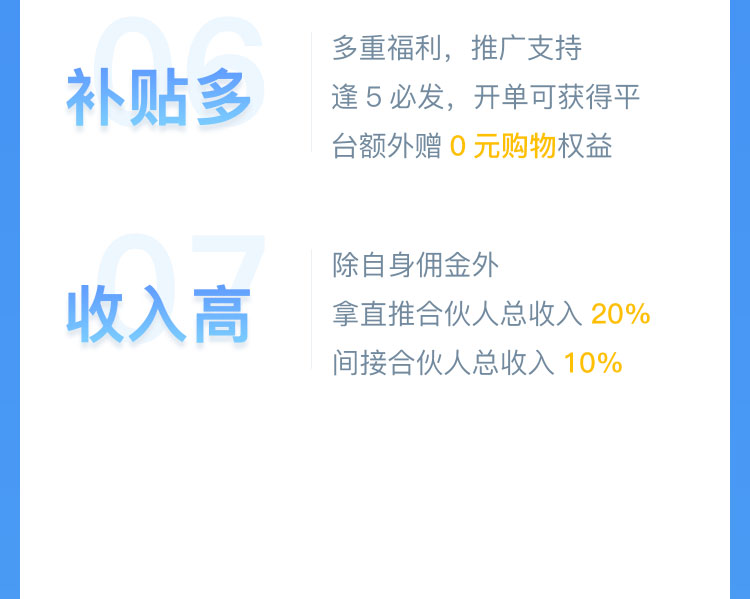 06
补贴多
多重福利，推广支持
逢 5 必发，开单可获得平
台额外赠 0 元购物权益
07
收入高
除自身佣金外
拿直推合伙人总收入 20%
间接合伙人总收入 10%